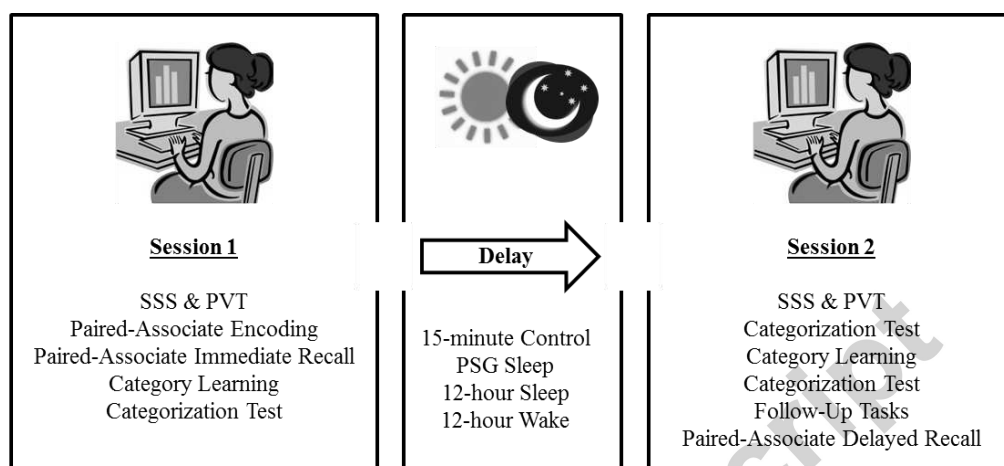 Session 1
SSS & PVT
Paired-Associate Encoding
Paired-Associate Immediate Recall
Category Learning
Categorization Test
Delay
15-minute Control
PSG Sleep
12-hour Sleep
12-hour Wake
Session 2
SSS & PVT
Categorization Test
Category Learning
Categorization Test
Follow-Up Tasks
Paired-Associate Delayed Recall